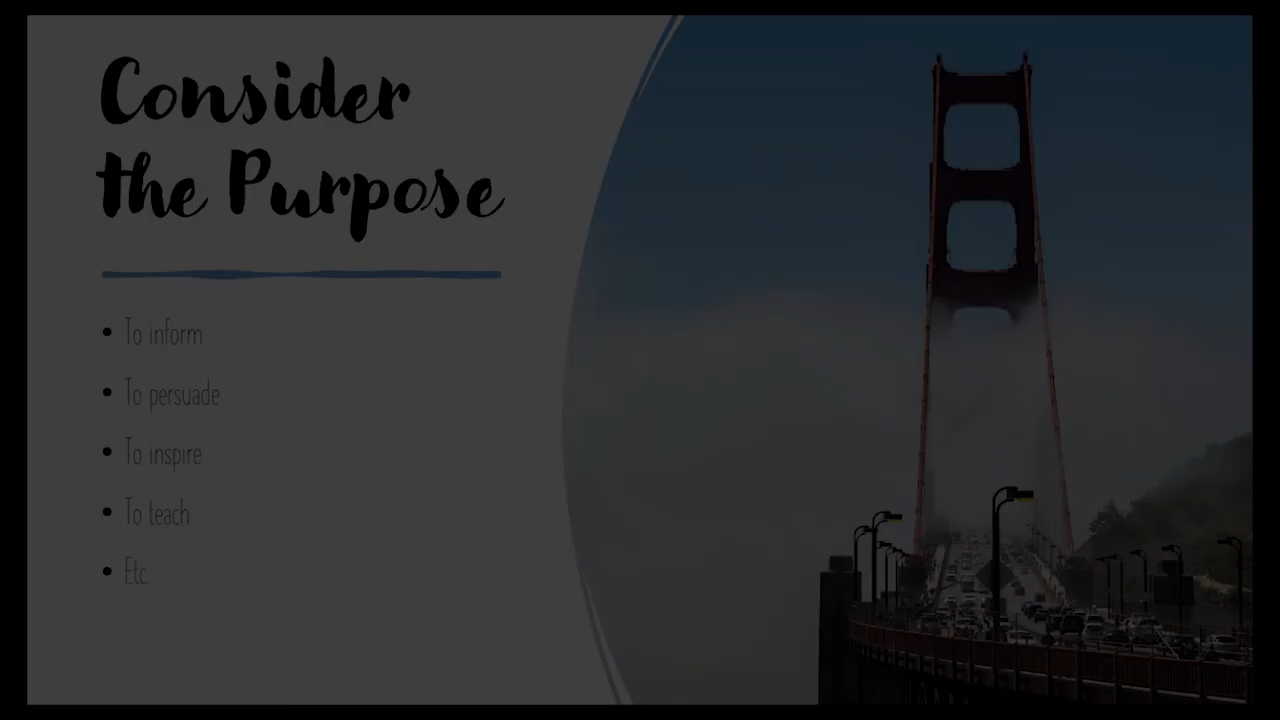 Consider
the Purpose
• To inform
• To persuade
• To inspire
• To teach
• Etc.